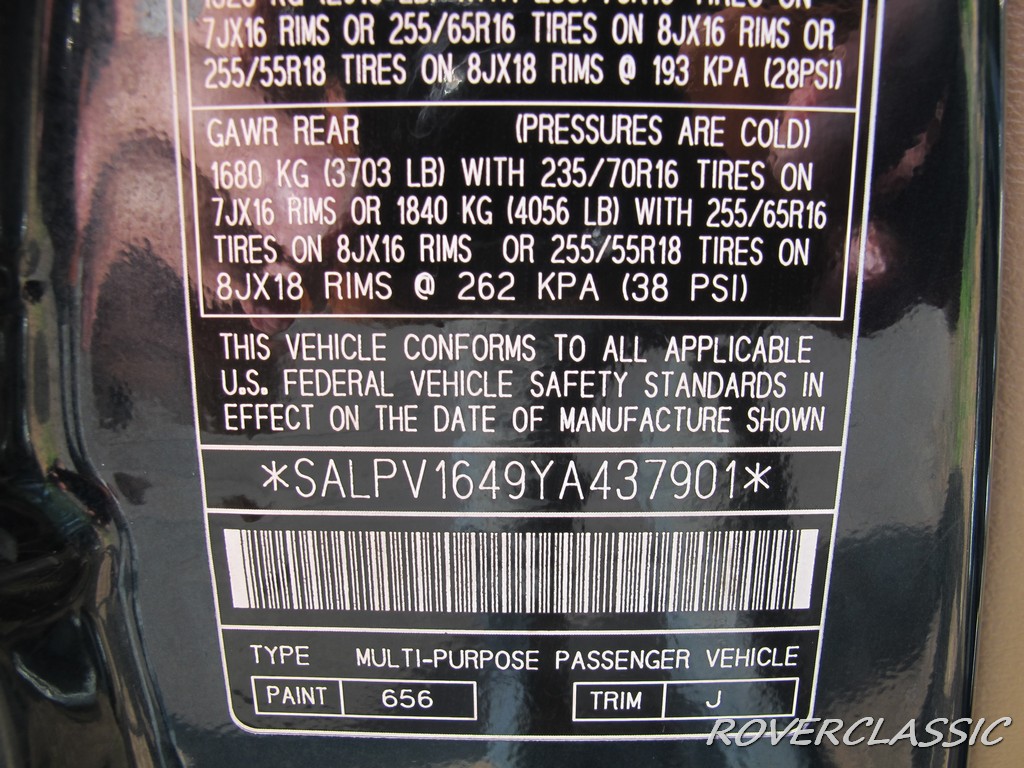 7JX16 RIMS OR 255/65R16 TIRES ON 8JX16 RIMS OR
255/55R18 TIRES ON 8JX18 RIMS @ 193 KPA (28PSI)
GAWR REAR (PRESSURES ARE COLD)
1680 KG (3703 LB) WITH 235/70R16 TIRES ON
7JX16 RIMS OR 1840 KG (4056 LB) WITH 255/65R16
TIRES ON 8JX16 RIMS OR 255/55R18 TIRES ON
8JX18 RIMS @ 262 KPA (38 PSI)
THIS VEHICLE CONFORMS TO ALL APPLICABLE
U.S. FEDERAL VEHICLE SAFETY STANDARDS IN
EFFECT ON THE DATE OF MANUFACTURE SHOWN
*SALPV1649YA437901*
TYPE MULTI-PURPOSE PASSENGER VEHICLE
PAINT 656 TRIM J
ROVERCLASSIC